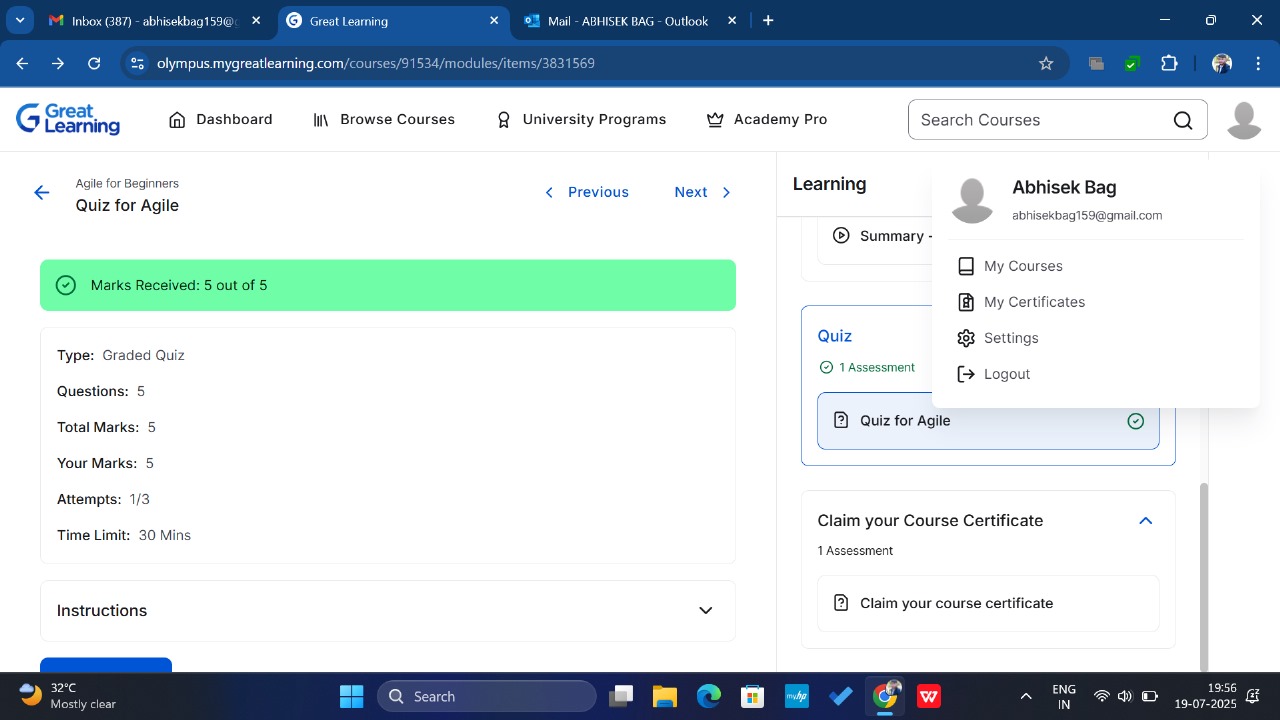 Inbox (387) - abhisekbag159@g
Great Learning
Mail - ABHISEK BAG - Outlook
olympus.mygreatlearning.com/courses/91534/modules/items/3831569
Great Learning
Dashboard
Browse Courses
University Programs
Academy Pro
Search Courses
Agile for Beginners
Quiz for Agile
Previous
Next
Marks Received: 5 out of 5
Type: Graded Quiz
Questions: 5
Total Marks: 5
Your Marks: 5
Attempts: 1/3
Time Limit: 30 Mins
Instructions
Learning
Summary -
Quiz
1 Assessment
Quiz for Agile
Claim your Course Certificate
1 Assessment
Claim your course certificate
Abhisek Bag
abhisekbag159@gmail.com
My Courses
My Certificates
Settings
Logout
32°C
Mostly clear
Search
myhp
W
ENG
IN
19:56
19-07-2025